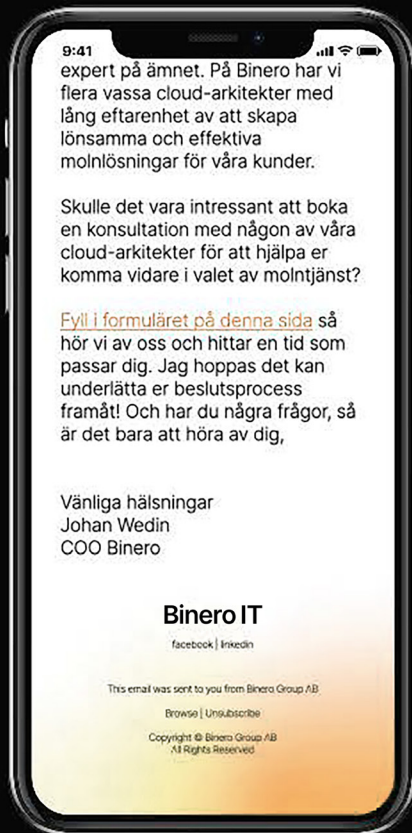 9:41
expert på ämnet. På Binero har vi
flera vassa cloud-arkitekter med
lång eftarenhet av att skapa
lönsamma och effektiva
molnlösningar för våra kunder.
Skulle det vara intressant att boka
en konsultation med någon av våra
cloud-arkitekter för att hjälpa er
komma vidare i valet av molntjänst?
Fyll i formuläret på denna sida så
hör vi av oss och hittar en tid som
passar dig. Jag hoppas det kan
underlätta er beslutsprocess
framåt! Och har du några frågor, så
är det bara att höra av dig,
Vänliga hälsningar
Johan Wedin
COO Binero
Binero IT
facebook | linkedin
This email was sent to you from Binero Group AB
Browse | Unsubscribe
Copyright © Binero Group AB
All Rights Reserved